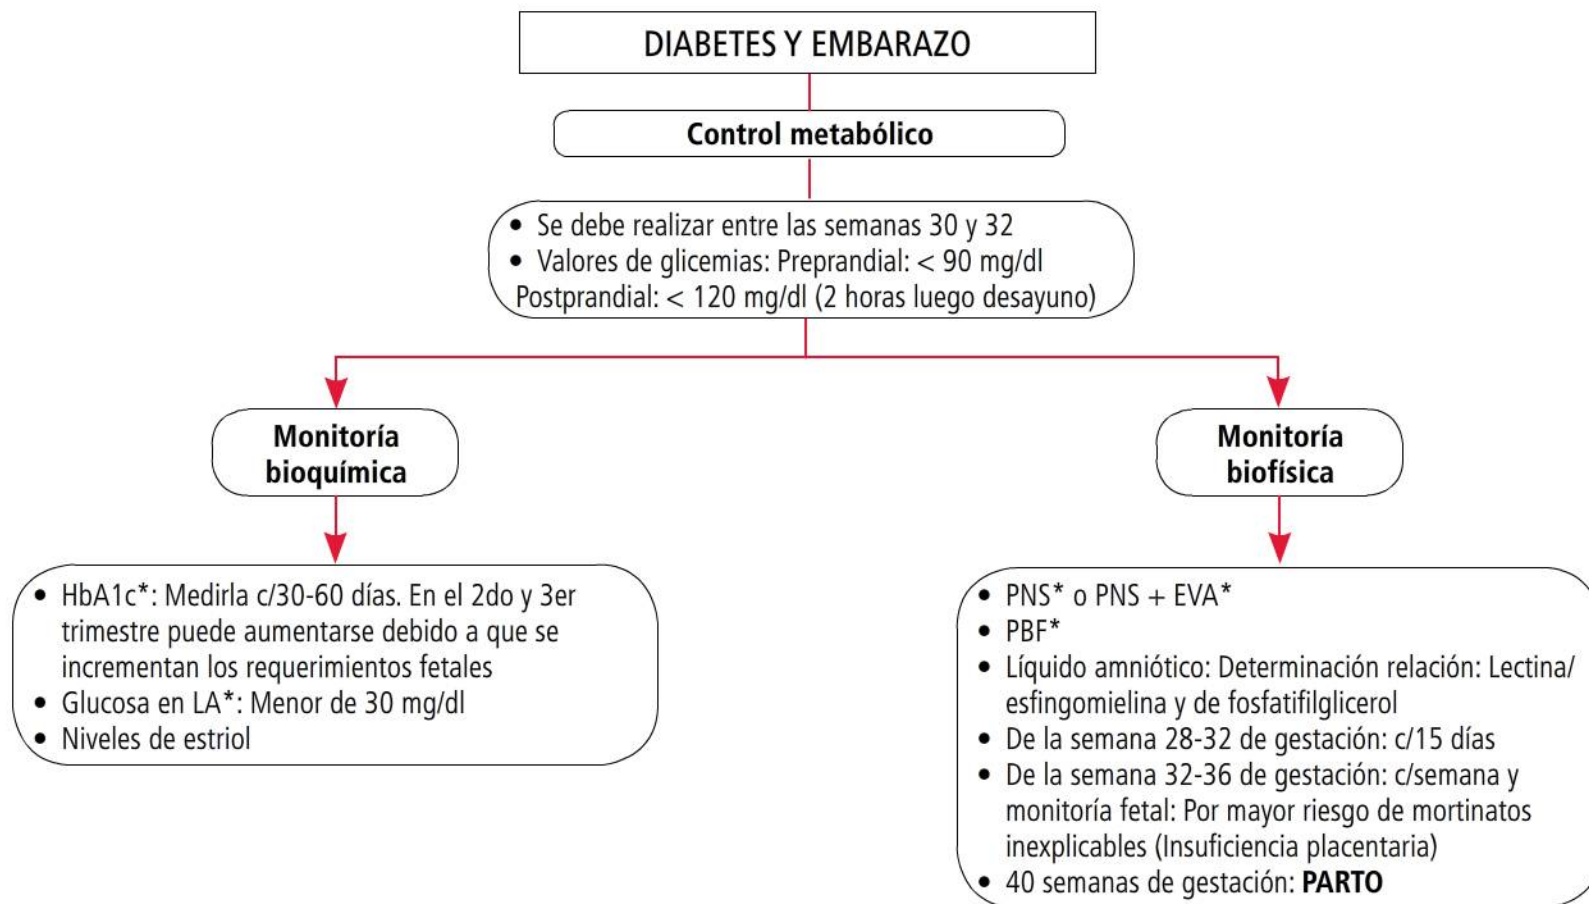 DIABETES Y EMBARAZO
Control metabólico
• Se debe realizar entre las semanas 30 y 32
• Valores de glicemias: Preprandial: < 90 mg/dl
Postprandial: < 120 mg/dl (2 horas luego desayuno)
Monitoría
bioquímica
• HbA1c*: Medirla c/30-60 días. En el 2do y 3er
trimestre puede aumentarse debido a que se
incrementan los requerimientos fetales
• Glucosa en LA*: Menor de 30 mg/dl
• Niveles de estriol
Monitoría
biofísica
• PNS* o PNS + EVA*
• PBF*
• Líquido amniótico: Determinación relación: Lectina/
esfingomielina y de fosfatifilglicerol
• De la semana 28-32 de gestación: c/15 días
• De la semana 32-36 de gestación: c/semana y
monitoría fetal: Por mayor riesgo de mortinatos
inexplicables (Insuficiencia placentaria)
• 40 semanas de gestación: PARTO